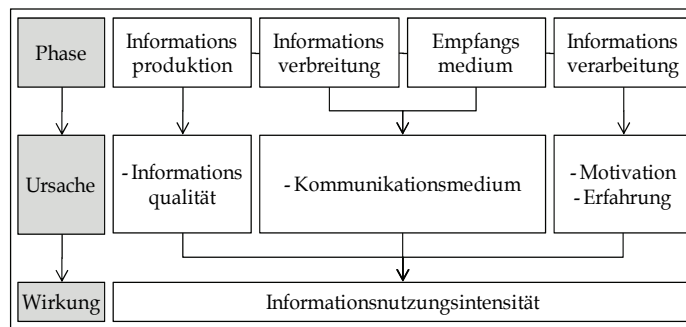 Phase
Informations
produktion
Informations
verbreitung
Empfangs
medium
Informations
verarbeitung
Ursache
- Informations
qualität
- Kommunikationsmedium
- Motivation
- Erfahrung
Wirkung
Informationsnutzungsintensität